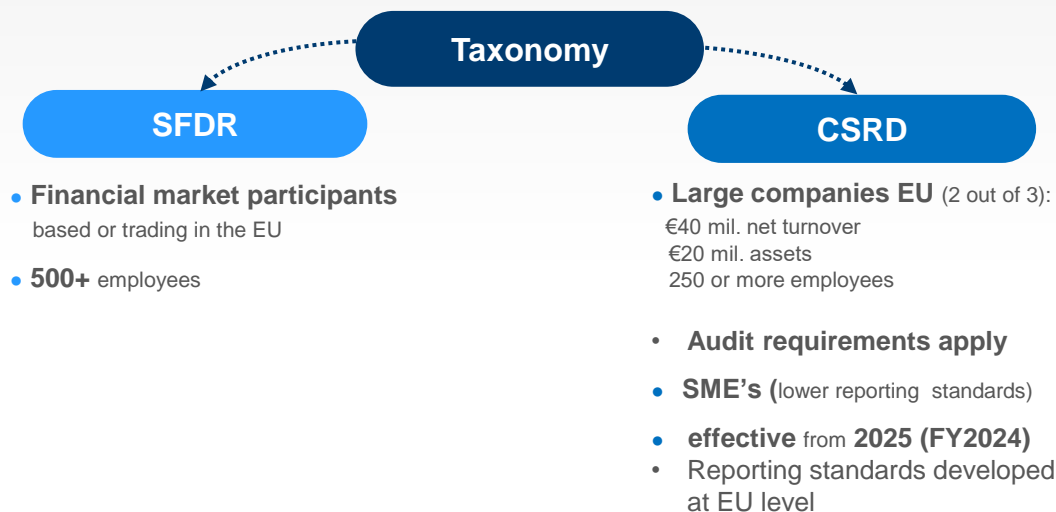 Taxonomy
SFDR
• Financial market participants
based or trading in the EU
• 500+ employees
CSRD
• Large companies EU (2 out of 3):
€40 mil. net turnover
€20 mil. assets
250 or more employees
• Audit requirements apply
• SME's (lower reporting standards)
• effective from 2025 (FY2024)
• Reporting standards developed
at EU level